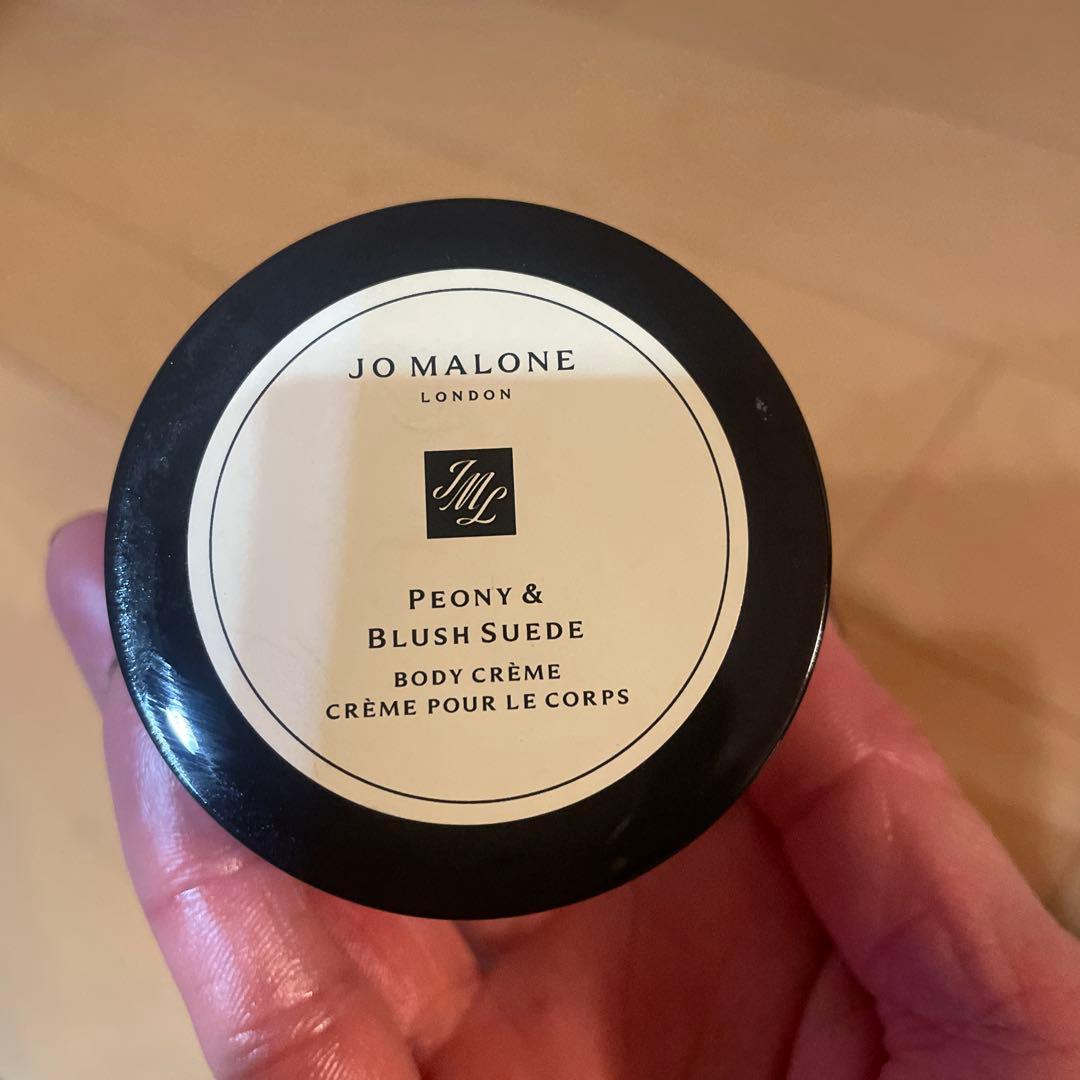 JO MALONE
LONDON
JML
PEONY &
BLUSH SUEDE
BODY CRÈME
CRÈME POUR LE CORPS